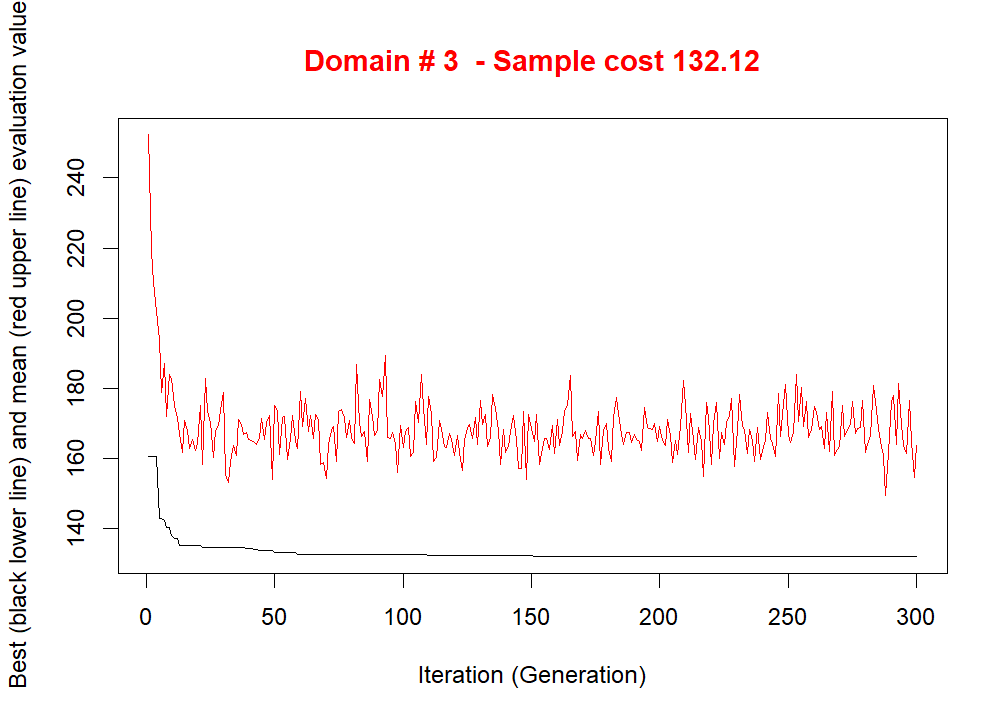 Domain # 3  - Sample cost 132.12
Best (black lower line) and mean (red upper line) evaluation value
240
220
200
180
160
140
0 50 100 150 200 250 300
Iteration (Generation)